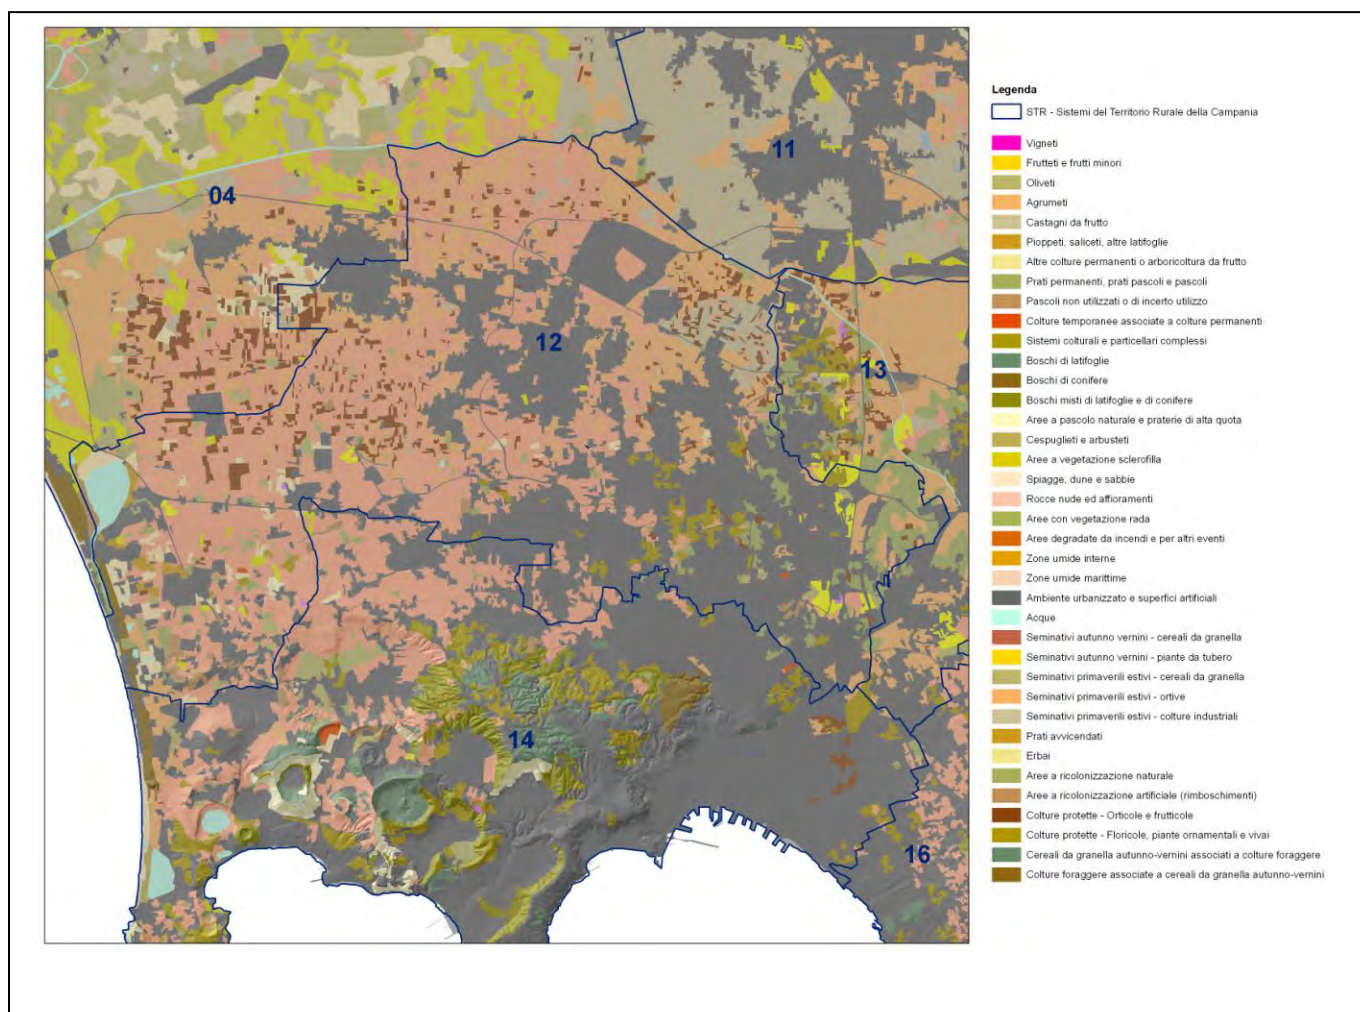 Legenda
STR - Sistemi del Territorio Rurale della Campania
Vigneti
Frutteti e frutti minori
Oliveti
Agrumeti
Castagni da frutto
Pioppeti, saliceti, altre latifoglie
Altre colture permanenti o arboricoltura da frutto
Prati permanenti, prati pascoli e pascoli
Pascoli non utilizzati o di incerto utilizzo
Colture temporanee associate a colture permanenti
Sistemi colturali e particellari complessi
Boschi di latifoglie
Boschi di conifere
Boschi misti di latifoglie e di conifere
Aree a pascolo naturale e praterie di alta quota
Cespuglieti e arbusteti
Aree a vegetazione sclerofilla
Spiagge, dune e sabbie
Rocce nude ed affioramenti
Aree con vegetazione rada
Aree degradate da incendi e per altri eventi
Zone umide interne
Zone umide marittime
Ambiente urbanizzato e superfici artificiali
Acque
Seminativi autunno vernini - cereali da granella
Seminativi autunno vernini - piante da tubero
Seminativi primaverili estivi - cereali da granella
Seminativi primaverili estivi - ortive
Seminativi primaverili estivi - colture industriali
Prati avvicendati
Erbai
Aree a ricolonizzazione naturale
Aree a ricolonizzazione artificiale (rimboschimenti)
Colture protette - Orticole e frutticole
Colture protette - Floricole, piante ornamentali e vivai
Cereali da granella autunno-vernini associati a colture foraggere
Colture foraggere associate a cereali da granella autunno-vernini
11
04
12
13
14
16